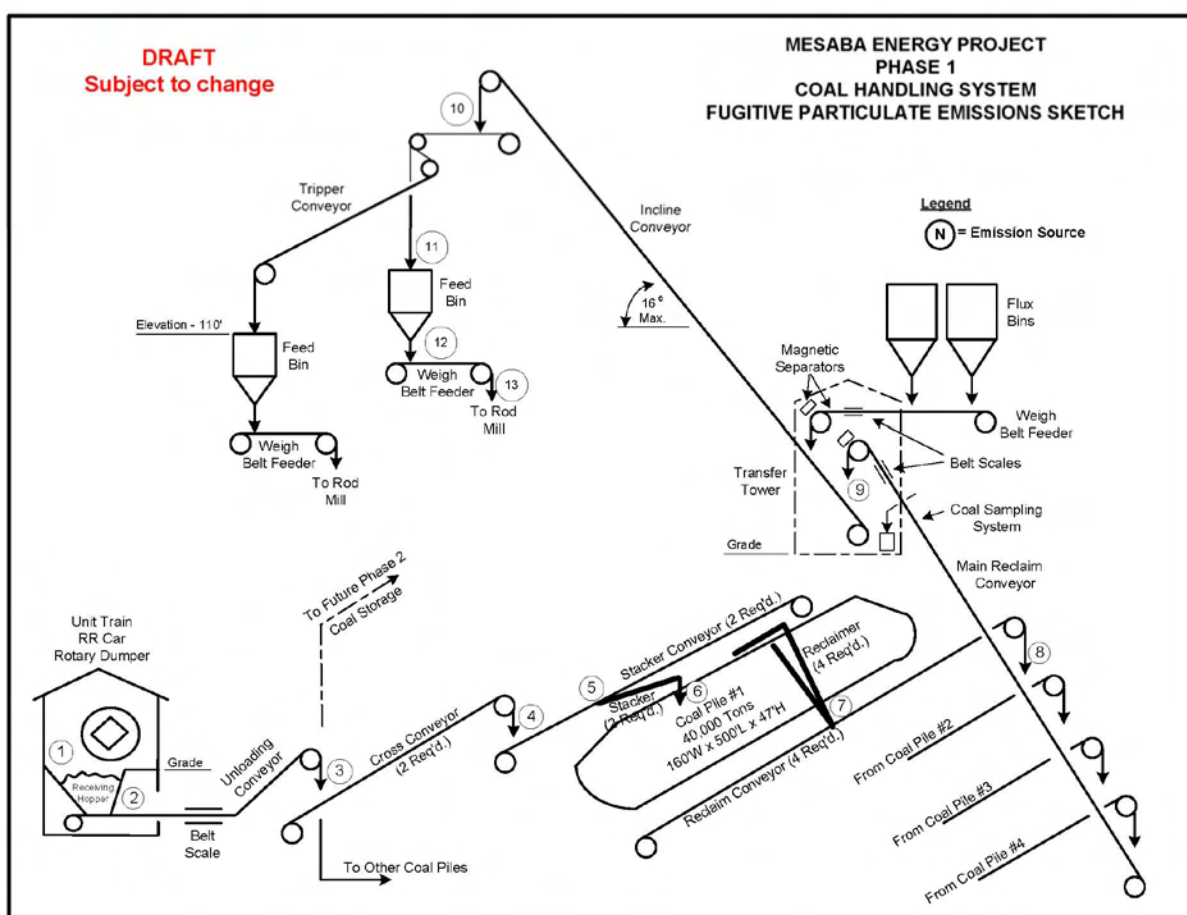 DRAFT
Subject to change
MESABA ENERGY PROJECT
PHASE 1
COAL HANDLING SYSTEM
FUGITIVE PARTICULATE EMISSIONS SKETCH
10
Tripper
Conveyor
Incline
Conveyor
Legend
N = Emission Source
11
Feed
Bin
16°
Max.
Flux
Bins
Elevation - 110'
Feed
Bin
12
Weigh
Belt Feeder
13
To Rod
Mill
Magnetic
Separators
Weigh
Belt Feeder
Weigh
Belt Feeder
To Rod
Mill
Belt Scales
Transfer
Tower
9
Coal Sampling
System
Grade
Main Reclaim
Conveyor
To Future Phase 2
Coal Storage
Unit Train
RR Car
Rotary Dumper
Stacker Conveyor (2 Req'd.)
Reclaimer
(4 Req'd.)
8
5
Stacker
(2 Req'd.)
6
Coal Pile #1
40,000 Tons
160'W x 500'L x 47'H
7
4
Cross Conveyor
(2 Req'd.)
Reclaim Conveyor (4 Req'd.)
From Coal Pile #2
From Coal Pile #3
From Coal Pile #4
1
Grade
Unloading
Conveyor
3
Receiving
Hopper
2
Belt
Scale
To Other Coal Piles